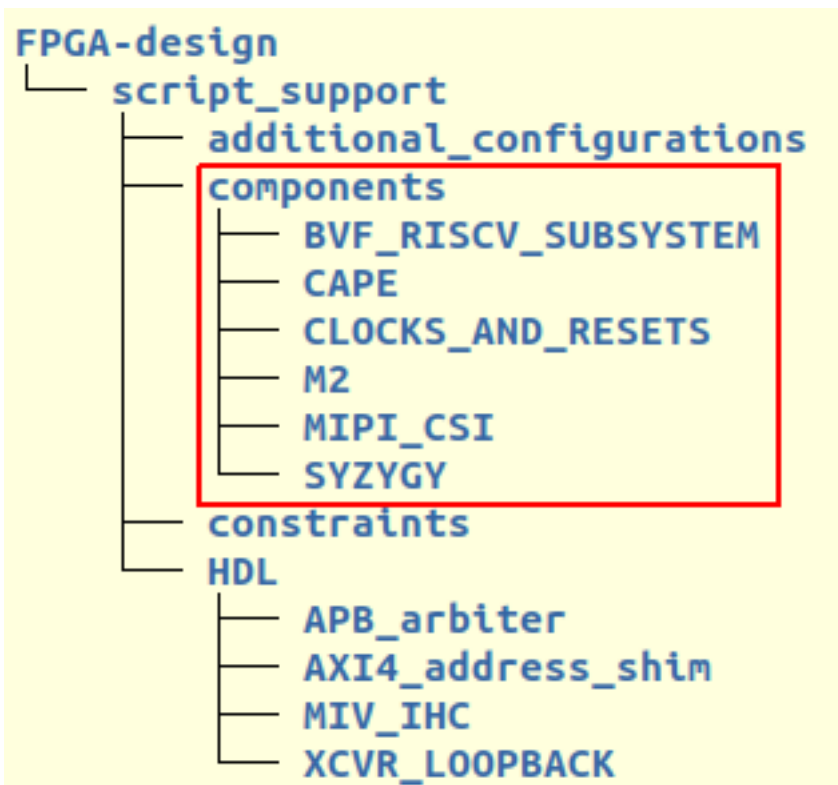 FPGA-design
script_support
additional_configurations
components
BVF_RISCV_SUBSYSTEM
CAPE
CLOCKS_AND_RESETS
M2
MIPI_CSI
SYZYGY
constraints
HDL
APB_arbiter
AXI4_address_shim
MIV_IHC
XCVR_LOOPBACK